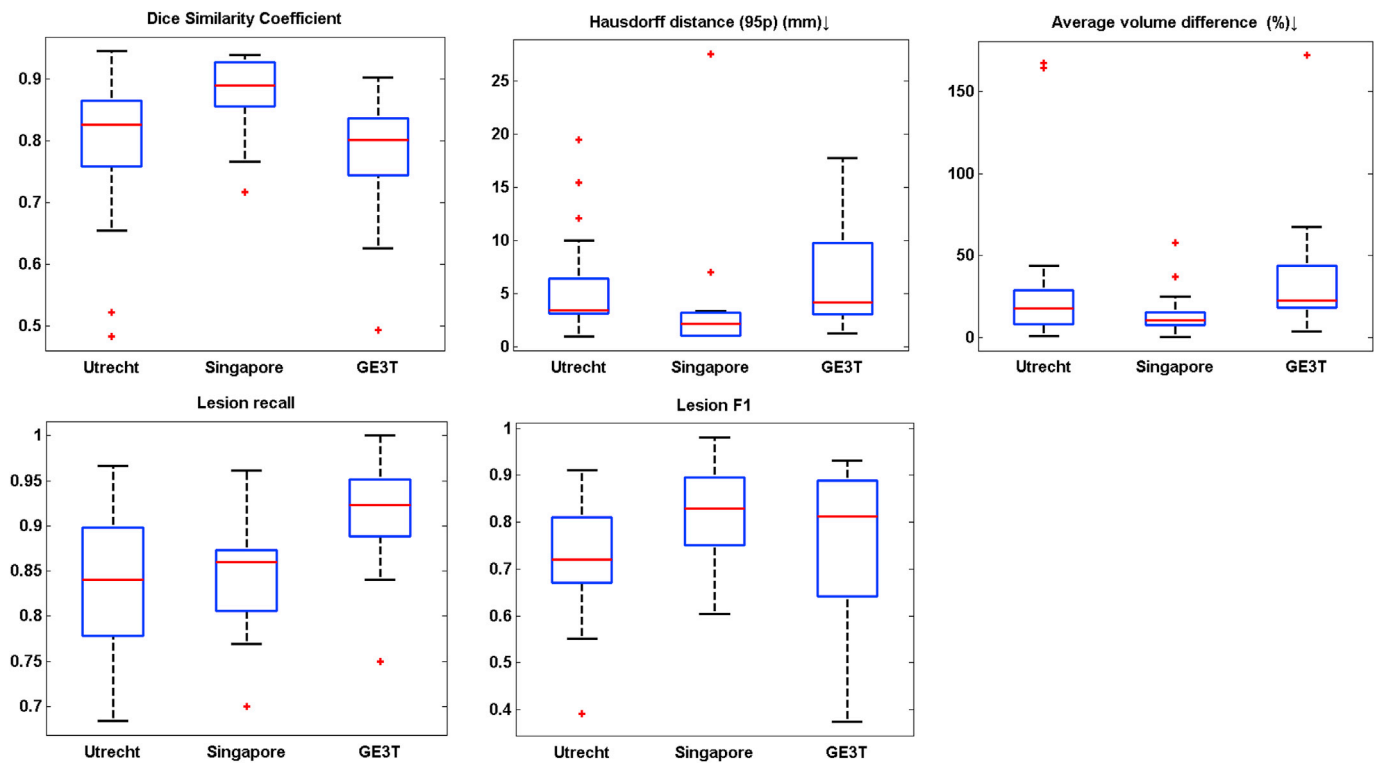 Dice Similarity Coefficient
0.9
0.8
0.7
0.6
0.5
Utrecht Singapore GE3T
Hausdorff distance (95p) (mm)↓
25
20
15
10
5
0
Utrecht Singapore GE3T
Average volume difference (%)↓
150
100
50
0
Utrecht Singapore GE3T
Lesion recall
1
0.95
0.9
0.85
0.8
0.75
0.7
Utrecht Singapore GE3T
Lesion F1
1
0.9
0.8
0.7
0.6
0.5
0.4
Utrecht Singapore GE3T